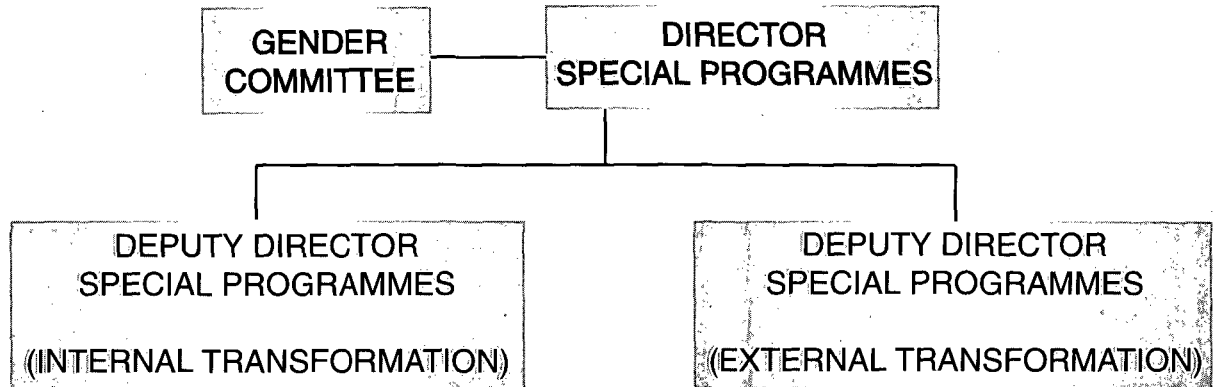 GENDER
COMMITTEE
DIRECTOR
SPECIAL PROGRAMMES
DEPUTY DIRECTOR
SPECIAL PROGRAMMES
(INTERNAL TRANSFORMATION)
DEPUTY DIRECTOR
SPECIAL PROGRAMMES
(EXTERNAL TRANSFORMATION)